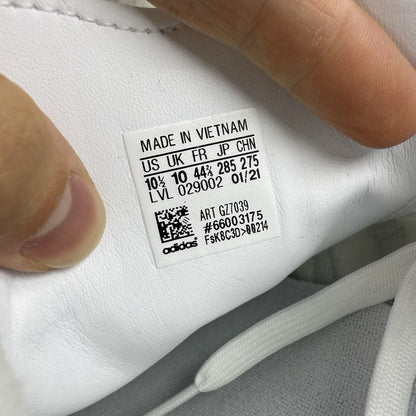 MADE IN VIETNAM
US UK FR JP CHN
10½ 10 44⅔ 285 275
LVL 029002 01/21
ART GZ7039
#66003175
adidas FsK8C3D>00214